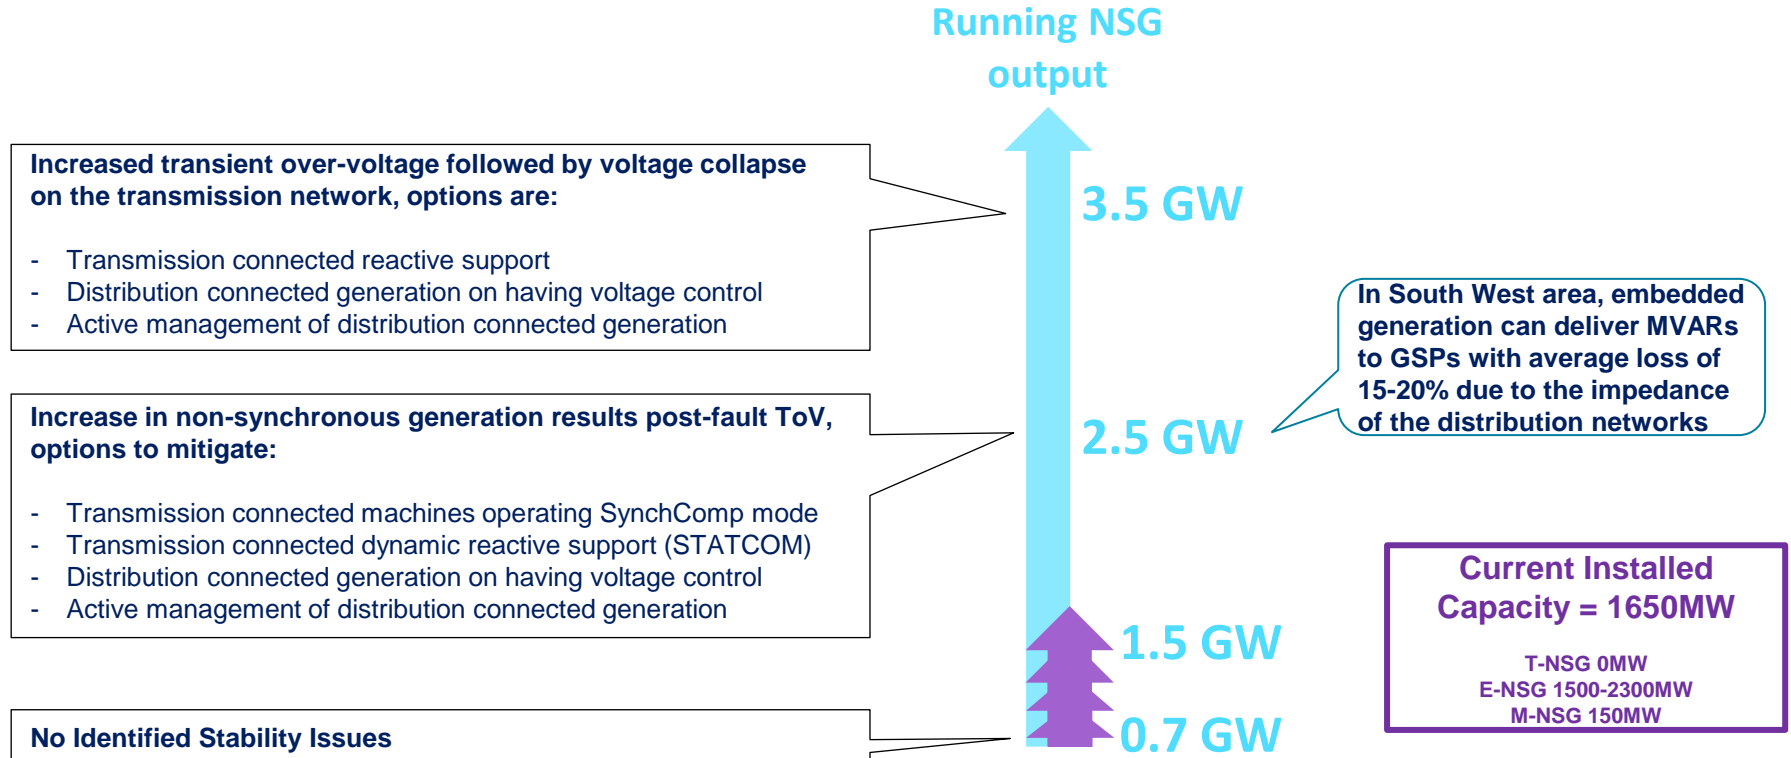 Running NSG
output
Increased transient over-voltage followed by voltage collapse
on the transmission network, options are:
- Transmission connected reactive support
- Distribution connected generation on having voltage control
- Active management of distribution connected generation
3.5 GW
In South West area, embedded
generation can deliver MVARs
to GSPs with average loss of
15-20% due to the impedance
of the distribution networks
Increase in non-synchronous generation results post-fault ToV,
options to mitigate:
- Transmission connected machines operating SynchComp mode
- Transmission connected dynamic reactive support (STATCOM)
- Distribution connected generation on having voltage control
- Active management of distribution connected generation
2.5 GW
1.5 GW
Current Installed
Capacity = 1650MW
T-NSG 0MW
E-NSG 1500-2300MW
M-NSG 150MW
No Identified Stability Issues
0.7 GW